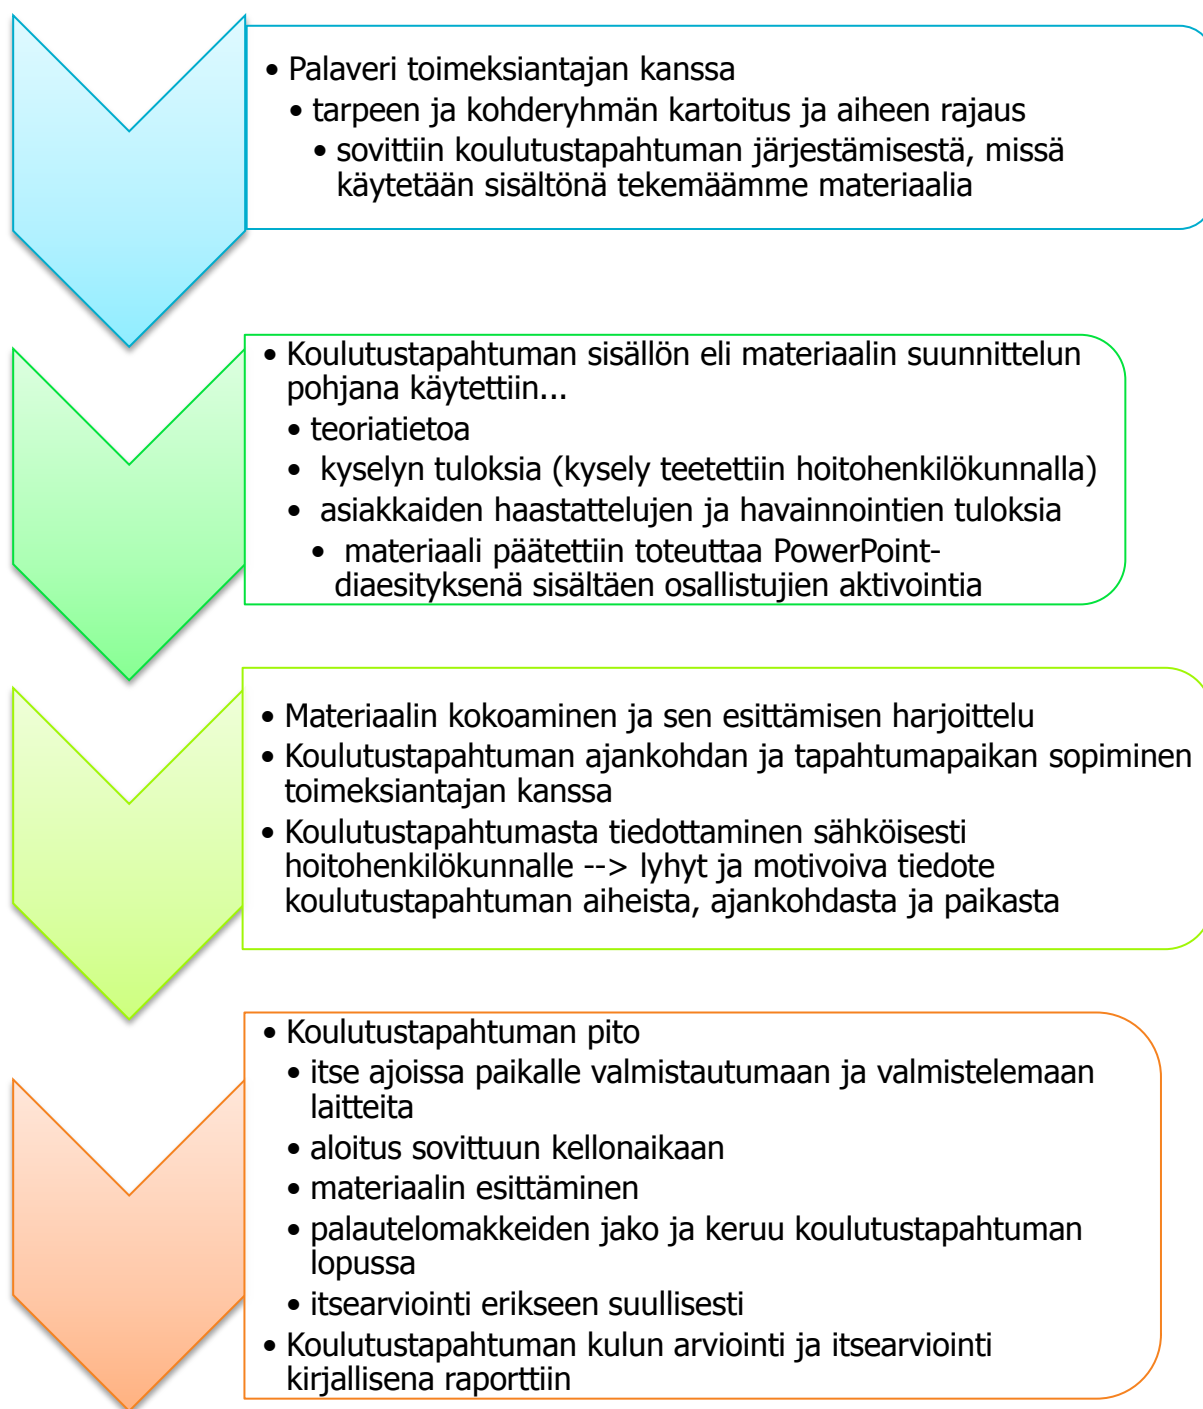 • Palaveri toimeksiantajan kanssa
• tarpeen ja kohderyhmän kartoitus ja aiheen rajaus
• sovittiin koulutustapahtuman järjestämisestä, missä
käytetään sisältönä tekemäämme materiaalia
• Koulutustapahtuman sisällön eli materiaalin suunnittelun
pohjana käytettiin...
• teoriatietoa
• kyselyn tuloksia (kysely teetettiin hoitohenkilökunnalla)
• asiakkaiden haastattelujen ja havainnointien tuloksia
• materiaali päätettiin toteuttaa PowerPoint-
diaesityksenä sisältäen osallistujien aktivointia
• Materiaalin kokoaminen ja sen esittämisen harjoittelu
• Koulutustapahtuman ajankohdan ja tapahtumapaikan sopiminen
toimeksiantajan kanssa
• Koulutustapahtumasta tiedottaminen sähköisesti
hoitohenkilökunnalle --> lyhyt ja motivoiva tiedote
koulutustapahtuman aiheista, ajankohdasta ja paikasta
• Koulutustapahtuman pito
• itse ajoissa paikalle valmistautumaan ja valmistelemaan
laitteita
• aloitus sovittuun kellonaikaan
• materiaalin esittäminen
• palautelomakkeiden jako ja keruu koulutustapahtuman
lopussa
• itsearviointi erikseen suullisesti
• Koulutustapahtuman kulun arviointi ja itsearviointi
kirjallisena raporttiin